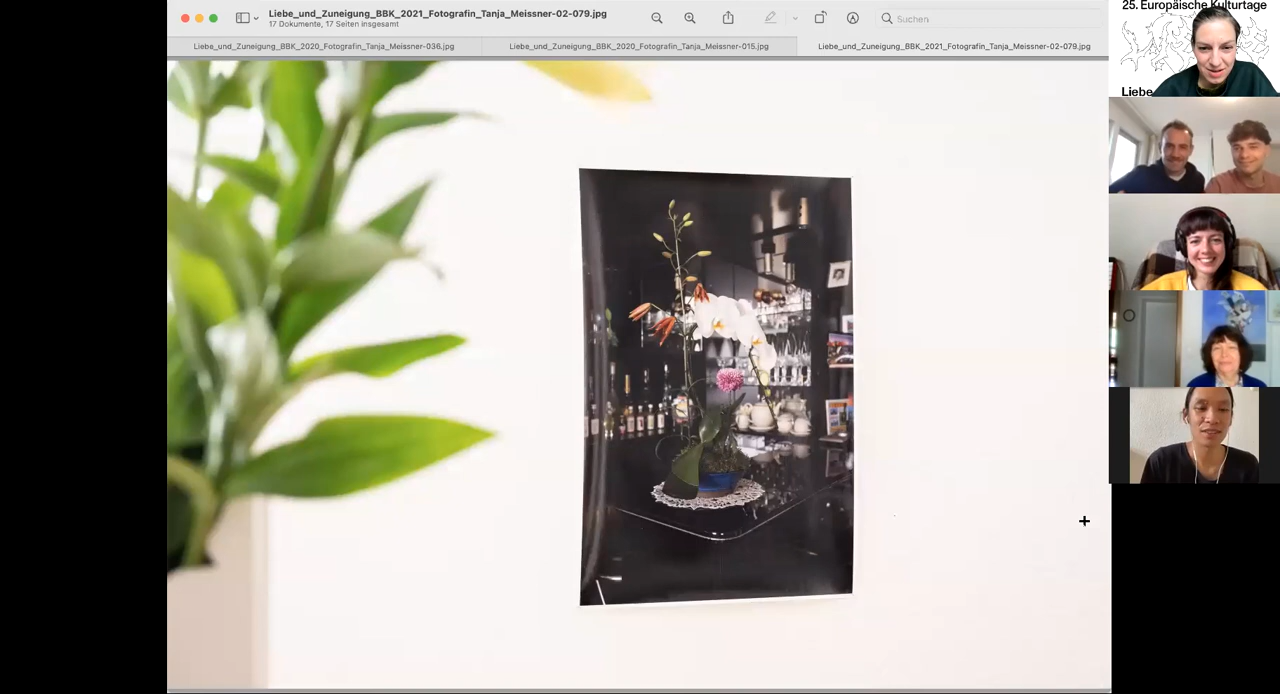 Liebe_und_Zuneigung_BBK_2021_Fotografin_Tanja_Meissner-02-079.jpg
17 Dokumente, 17 Seiten insgesamt
Suchen
Liebe_und_Zuneigung_BBK_2020_Fotografin_Tanja_Meissner-036.jpg
Liebe_und_Zuneigung_BBK_2020_Fotografin_Tanja_Meissner-015.jpg
Liebe_und_Zuneigung_BBK_2021_Fotografin_Tanja_Meissner-02-079.jpg
25. Europäische Kulturtage
Liebe